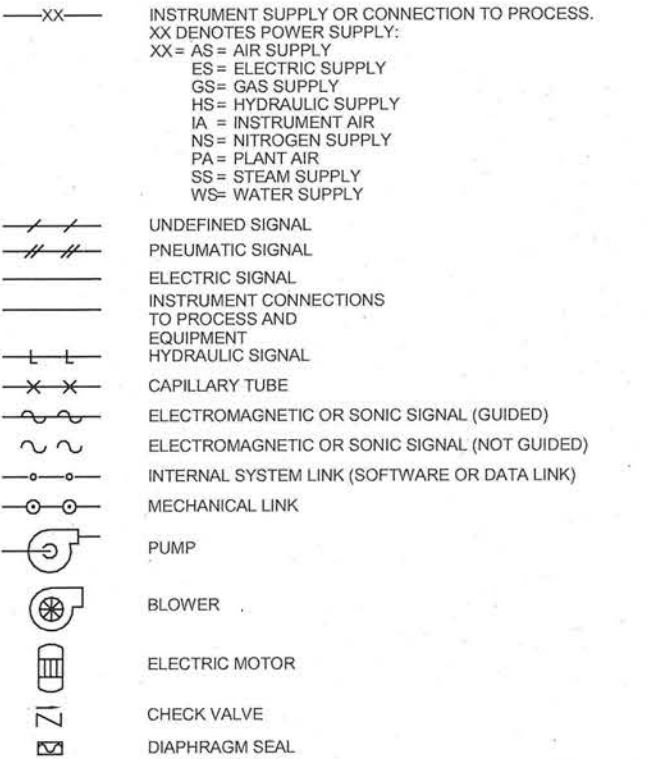 XX INSTRUMENT SUPPLY OR CONNECTION TO PROCESS.
XX DENOTES POWER SUPPLY:
XX = AS = AIR SUPPLY
ES = ELECTRIC SUPPLY
GS = GAS SUPPLY
HS = HYDRAULIC SUPPLY
IA = INSTRUMENT AIR
NS = NITROGEN SUPPLY
PA = PLANT AIR
SS = STEAM SUPPLY
WS= WATER SUPPLY
UNDEFINED SIGNAL
PNEUMATIC SIGNAL
ELECTRIC SIGNAL
INSTRUMENT CONNECTIONS
TO PROCESS AND
EQUIPMENT
L L HYDRAULIC SIGNAL
CAPILLARY TUBE
ELECTROMAGNETIC OR SONIC SIGNAL (GUIDED)
ELECTROMAGNETIC OR SONIC SIGNAL (NOT GUIDED)
INTERNAL SYSTEM LINK (SOFTWARE OR DATA LINK)
MECHANICAL LINK
PUMP
BLOWER
ELECTRIC MOTOR
CHECK VALVE
DIAPHRAGM SEAL